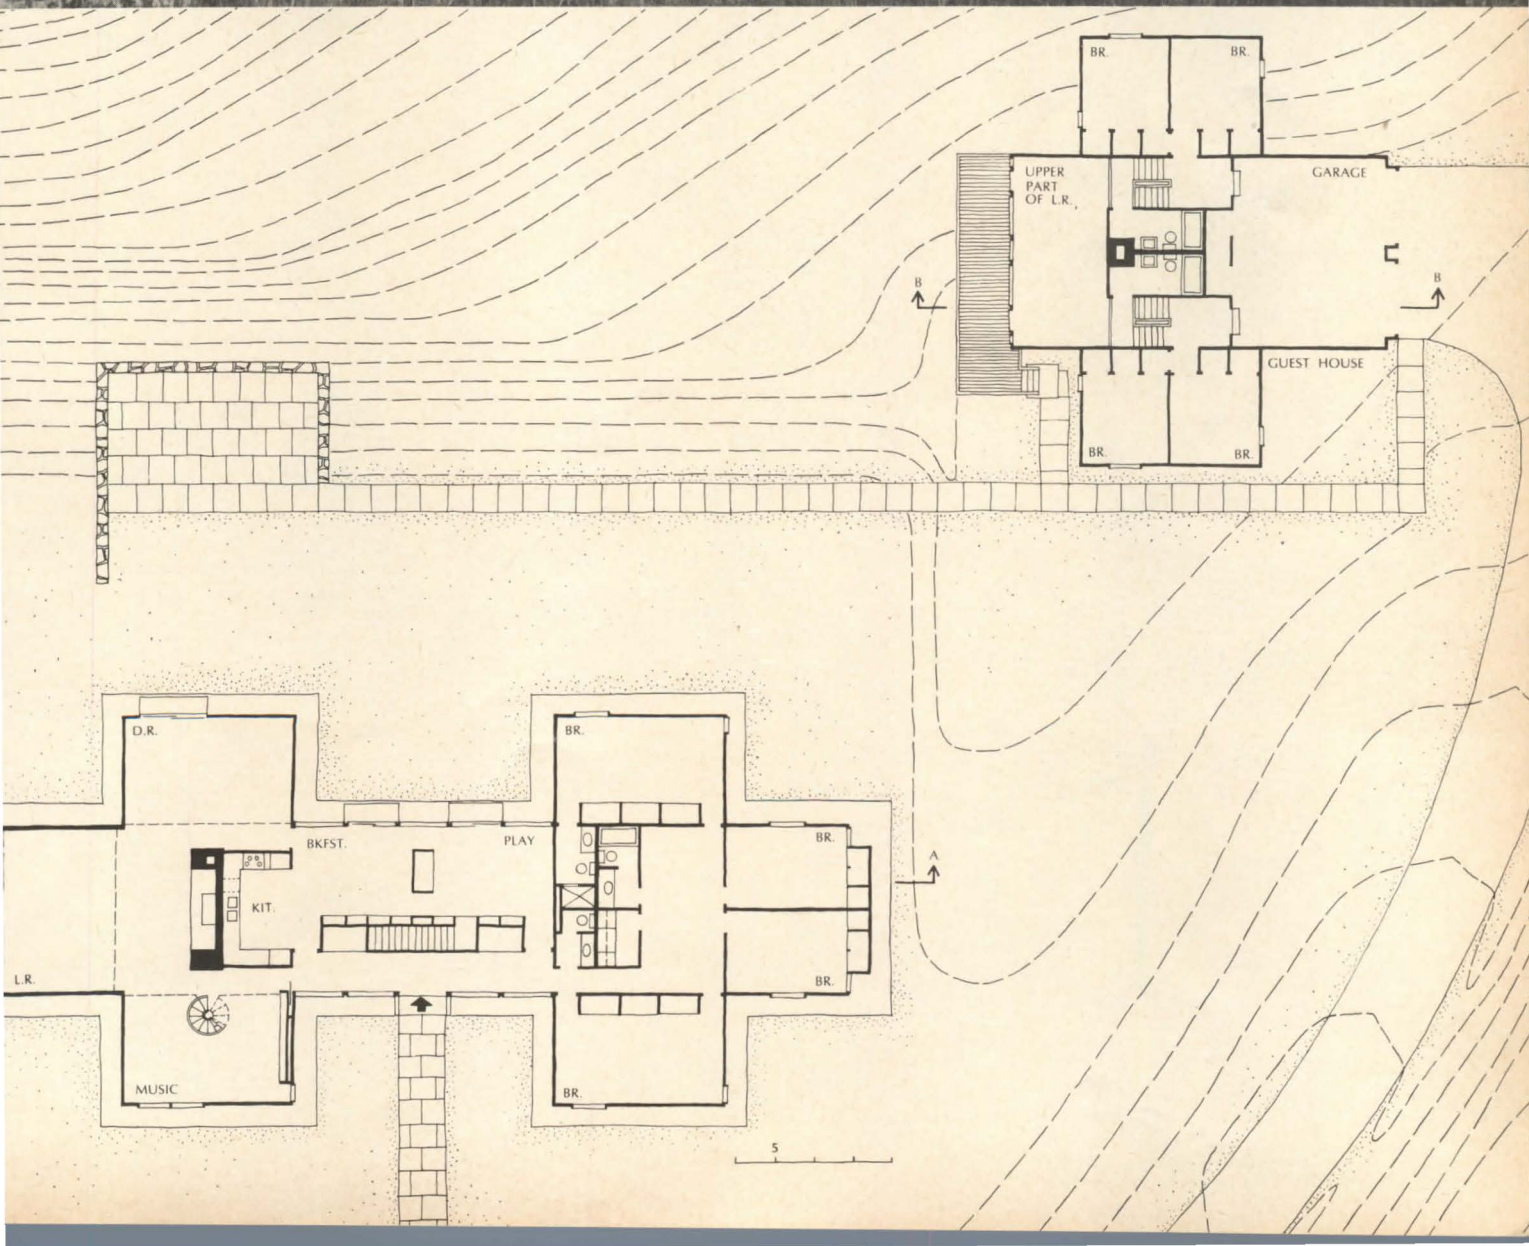 BR.
BR.
UPPER
PART
OF L.R.
GARAGE
B
B
GUEST HOUSE
BR.
BR.
D.R.
BR.
BKFST.
PLAY
BR.
A
KIT.
L.R.
BR.
MUSIC
BR.
5